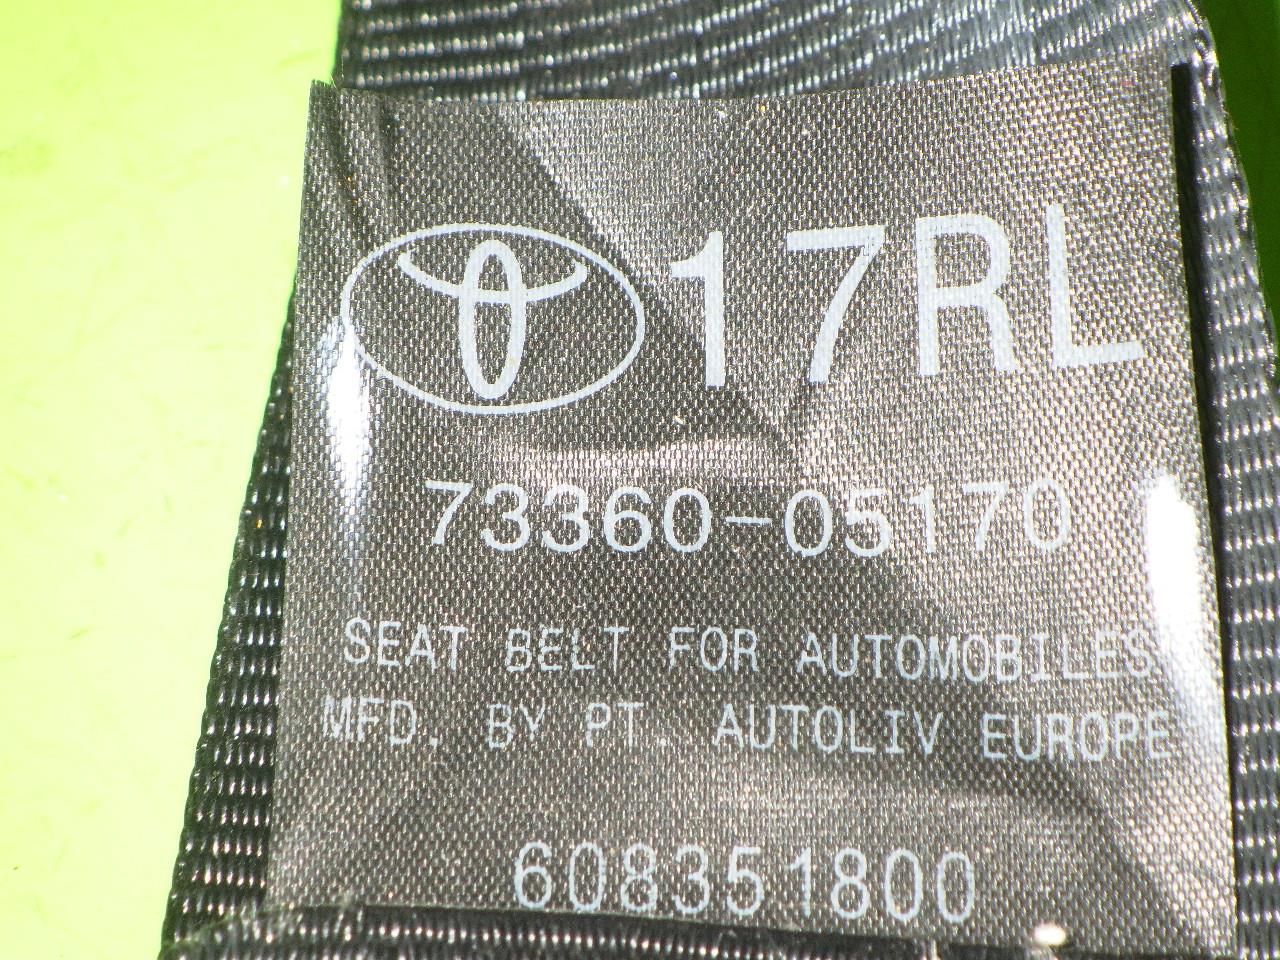 17RL
73360-05170
SEAT BELT FOR AUTOMOBILES
MFD. BY PT. AUTOLIV EUROPE
608351800